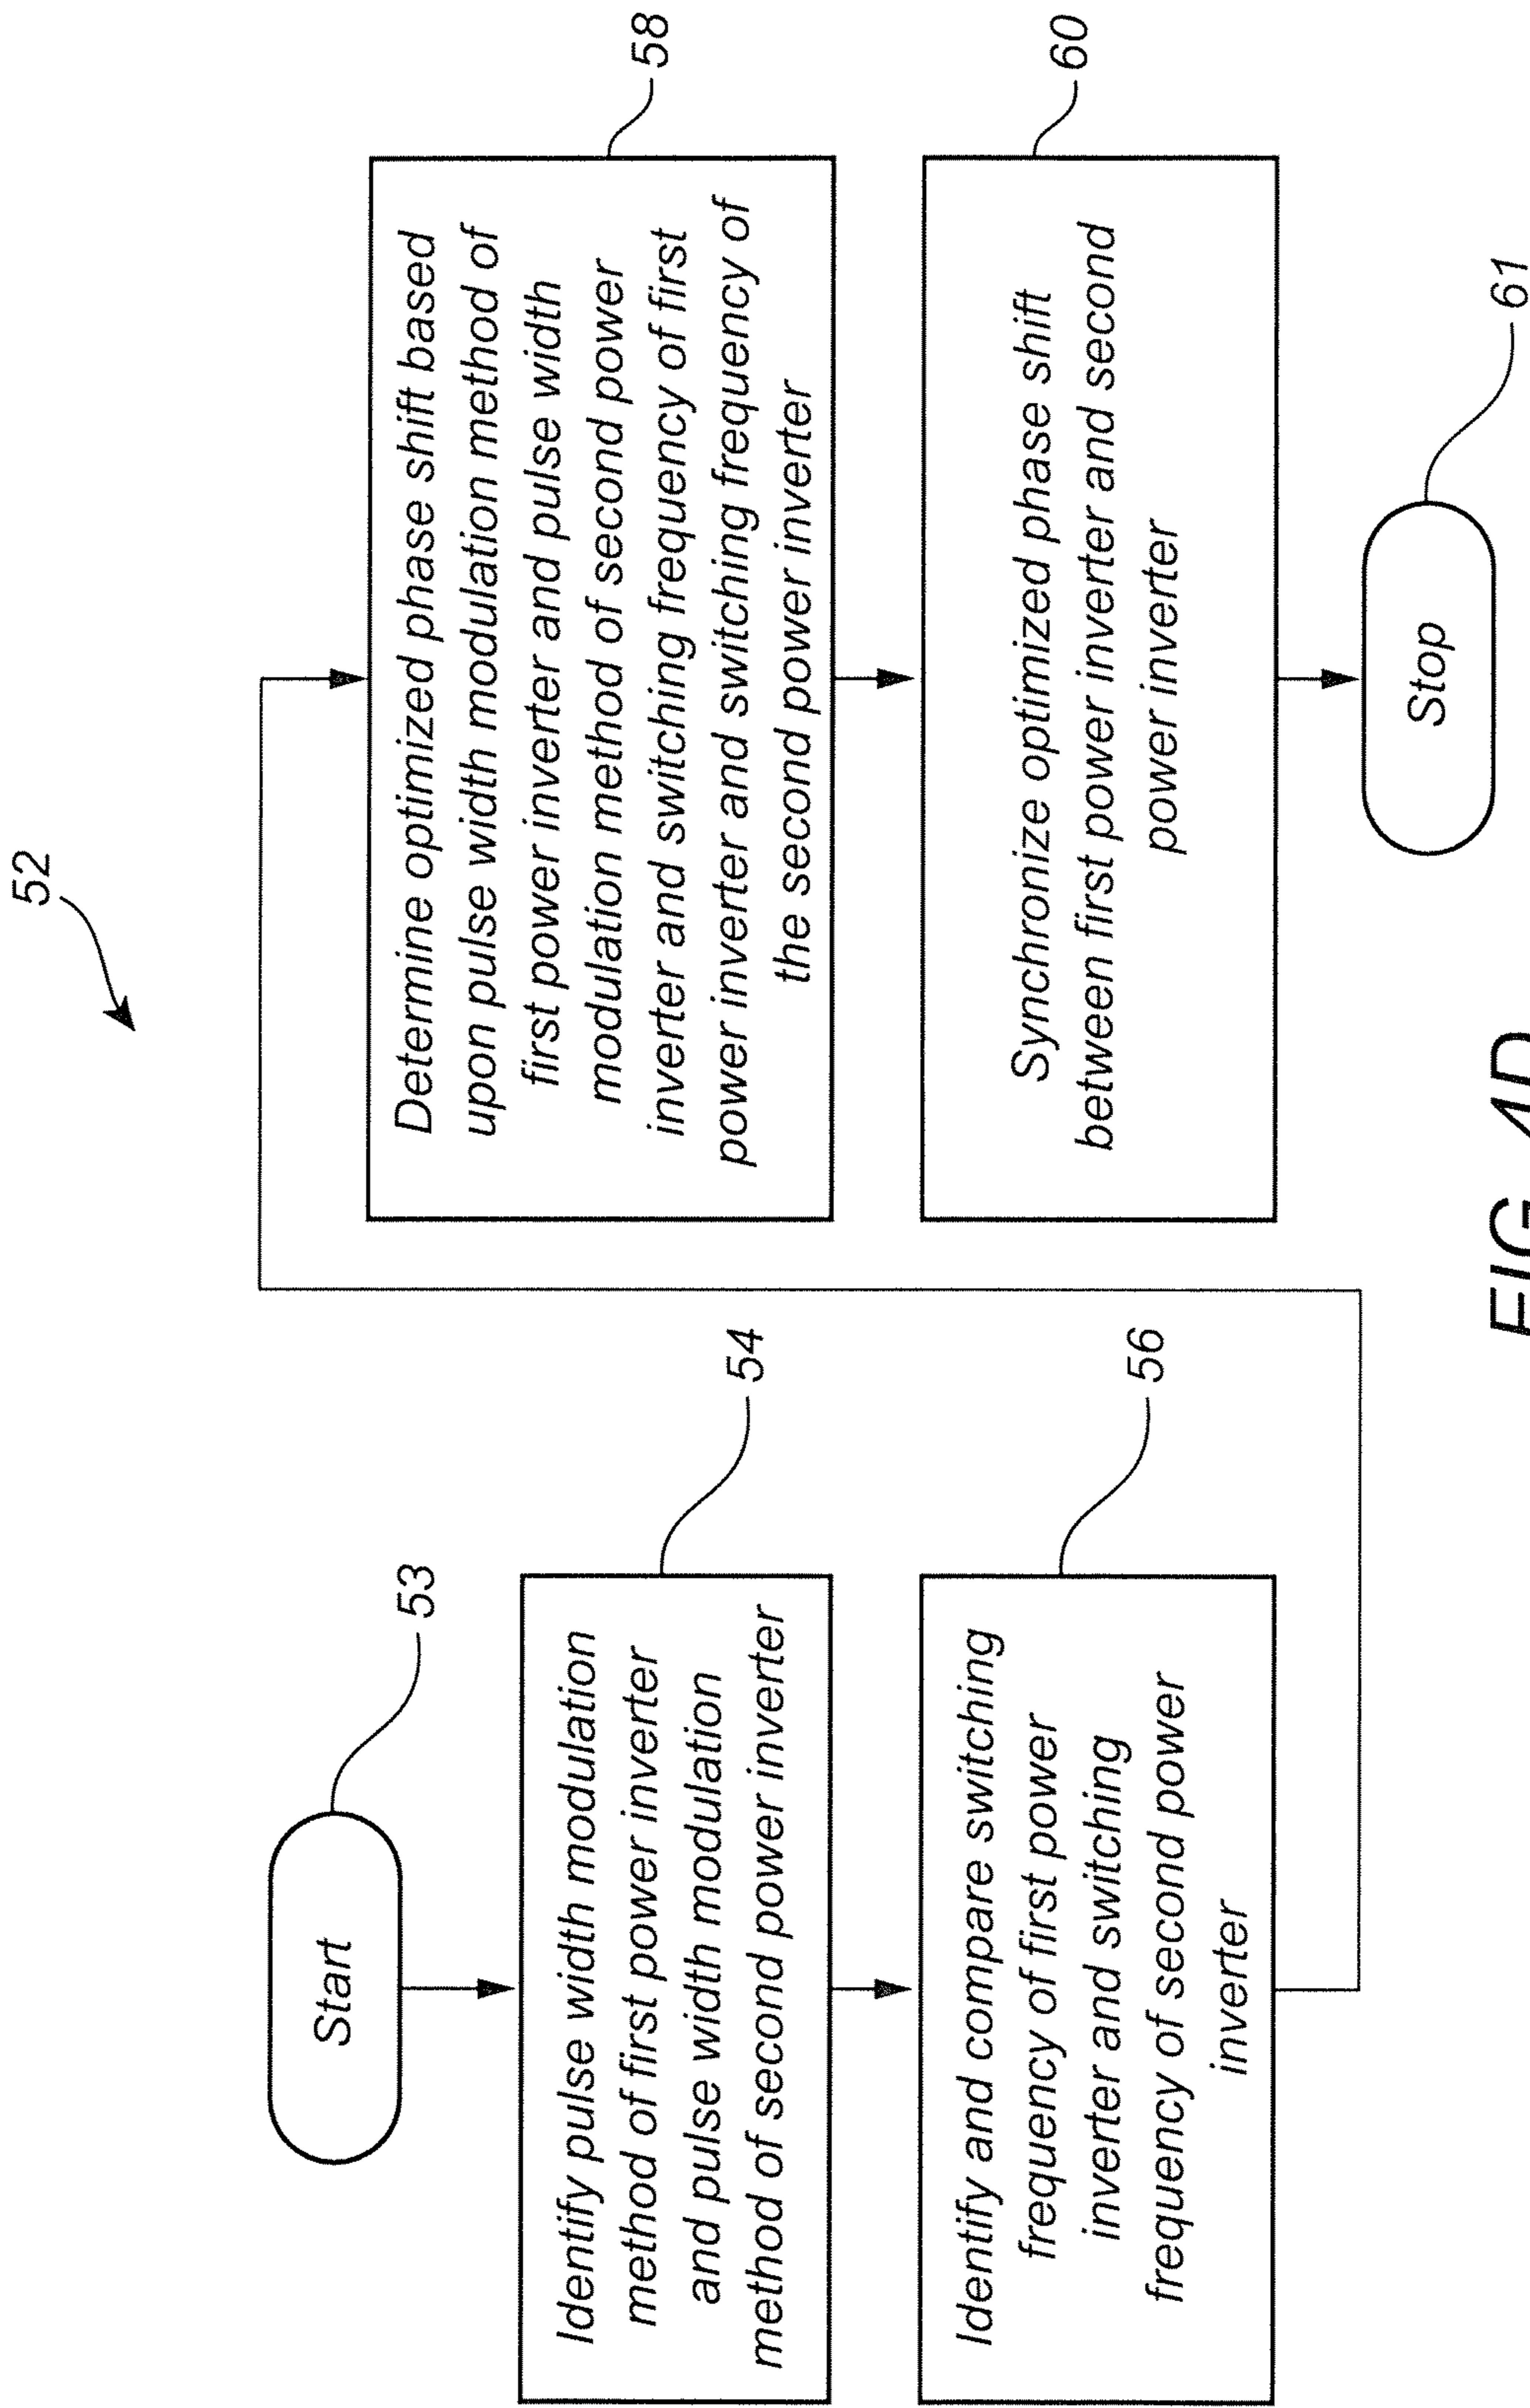 52
Start
53
Identify pulse width modulation
method of first power inverter
and pulse width modulation
method of second power inverter
54
Identify and compare switching
frequency of first power
inverter and switching
frequency of second power
inverter
56
Determine optimized phase shift based
upon pulse width modulation method of
first power inverter and pulse width
modulation method of second power
inverter and switching frequency of first
power inverter and switching frequency of
the second power inverter
58
Synchronize optimized phase shift
between first power inverter and second
power inverter
60
Stop
61